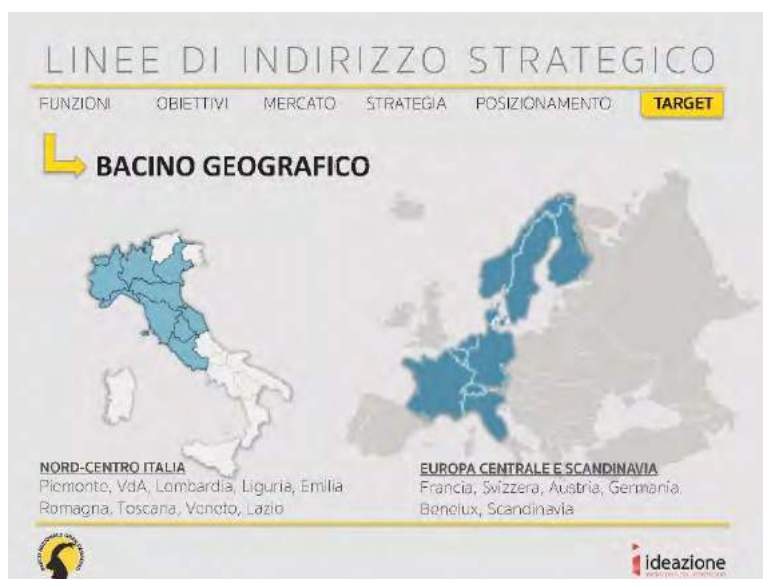 LINEE DI INDIRIZZO STRATEGICO
FUNZIONI OBIETTIVI MERCATO STRATEGIA POSIZIONAMENTO TARGET
BACINO GEOGRAFICO
NORD-CENTRO ITALIA
Piemonte, VdA, Lombardia, Liguria, Emilia
Romagna, Toscana, Veneto, Lazio
EUROPA CENTRALE E SCANDINAVIA
Francia, Svizzera, Austria, Germania,
Benelux, Scandinavia
ideazione